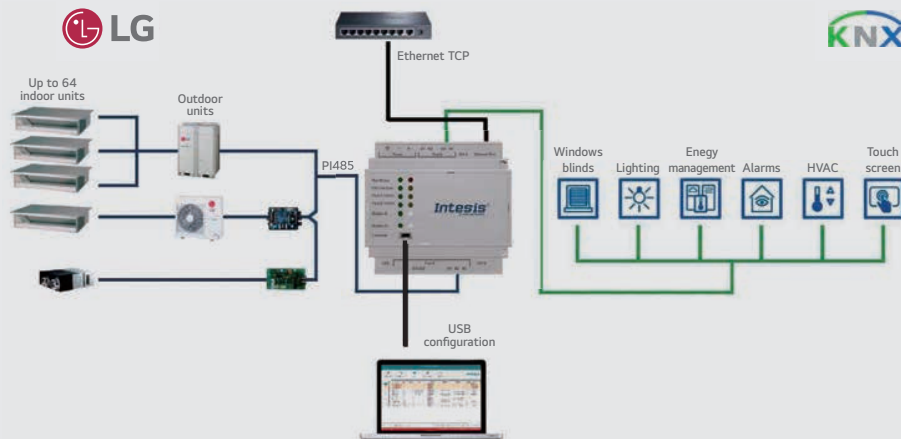 LG
KNX
Ethernet TCP
Up to 64
indoor units
Outdoor
units
PI485
Intesis
Windows
blinds
Lighting
Enegy
management
Alarms
HVAC
Touch
screen
USB
configuration